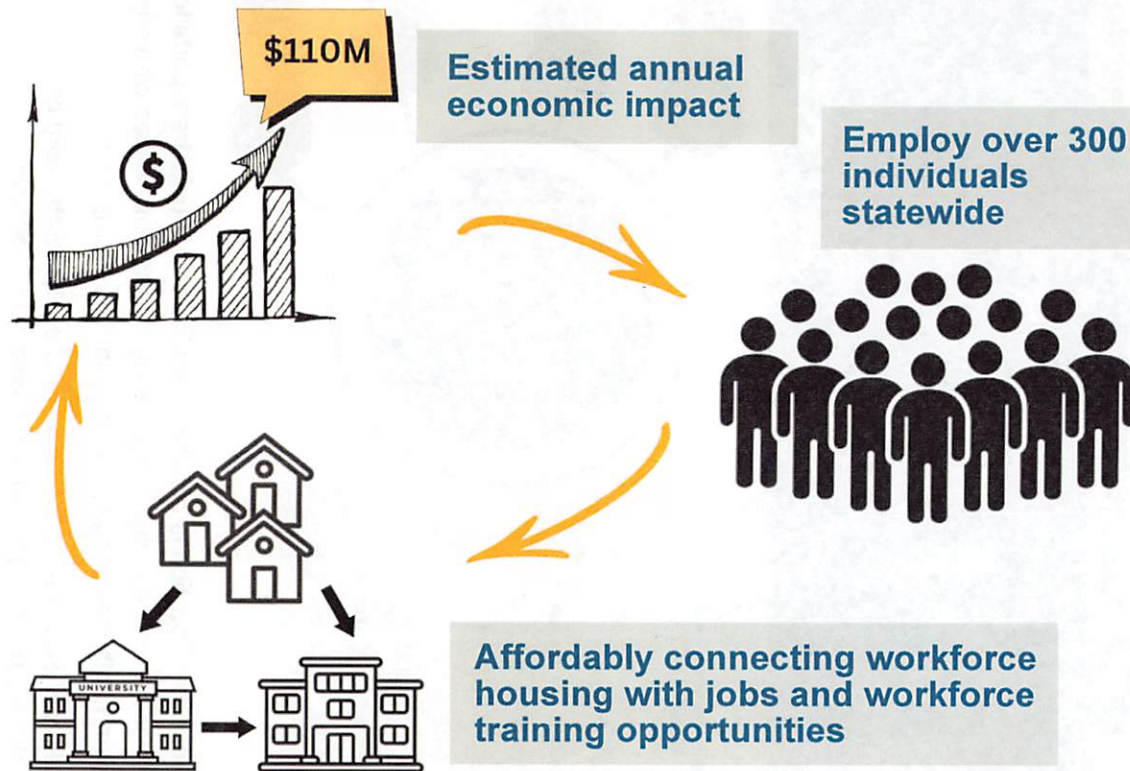 $110M
Estimated annual
economic impact
$
Employ over 300
individuals
statewide
UNIVERSITY
Affordably connecting workforce
housing with jobs and workforce
training opportunities